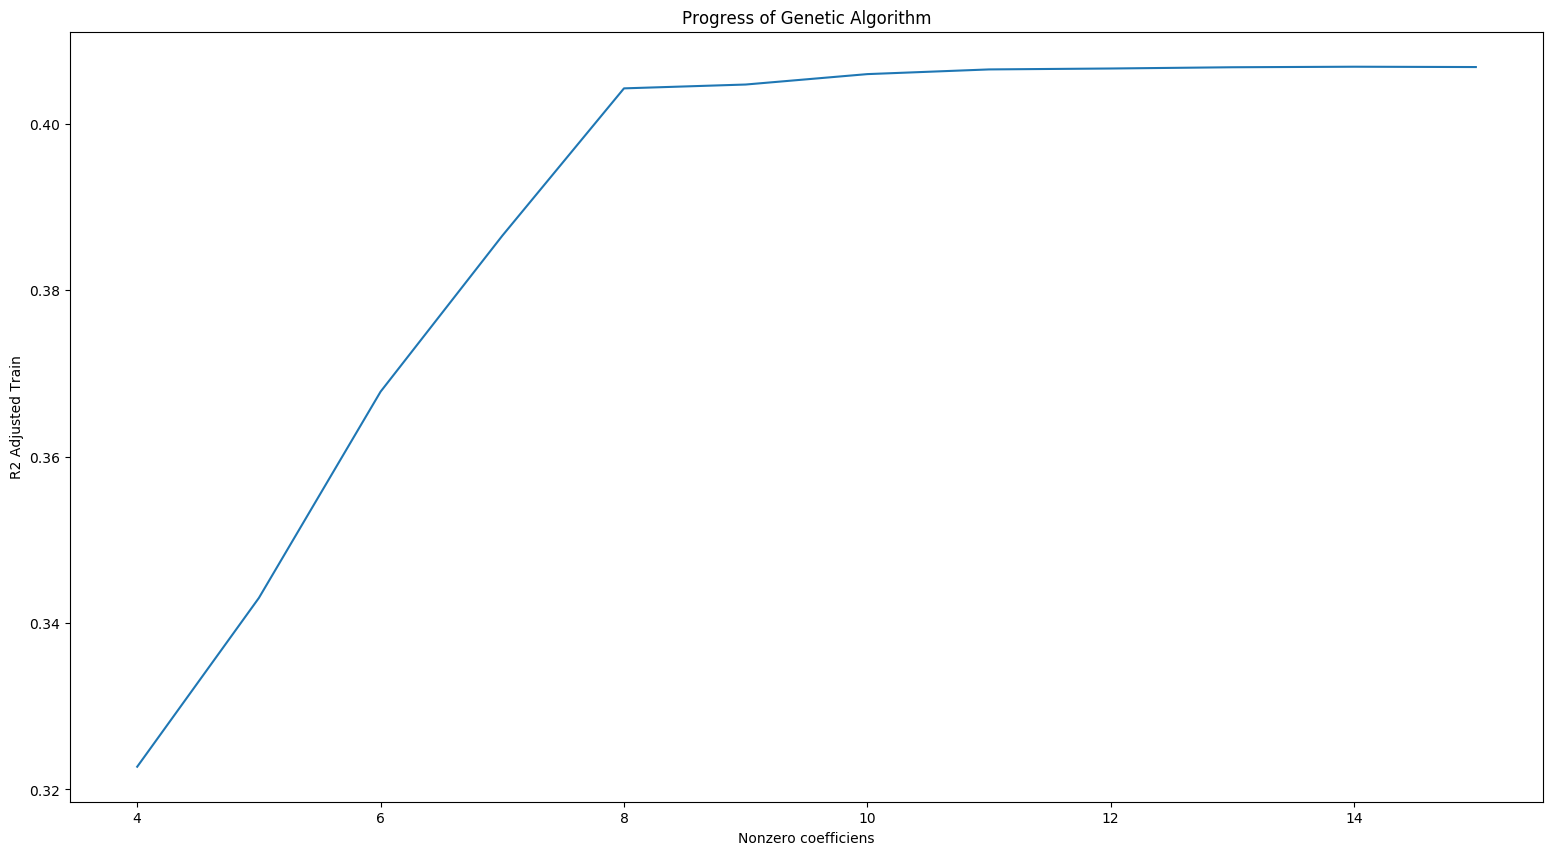 Progress of Genetic Algorithm
0.40
0.38
0.36
0.34
0.32
R2 Adjusted Train
4 6 8 10 12 14
Nonzero coefficiens